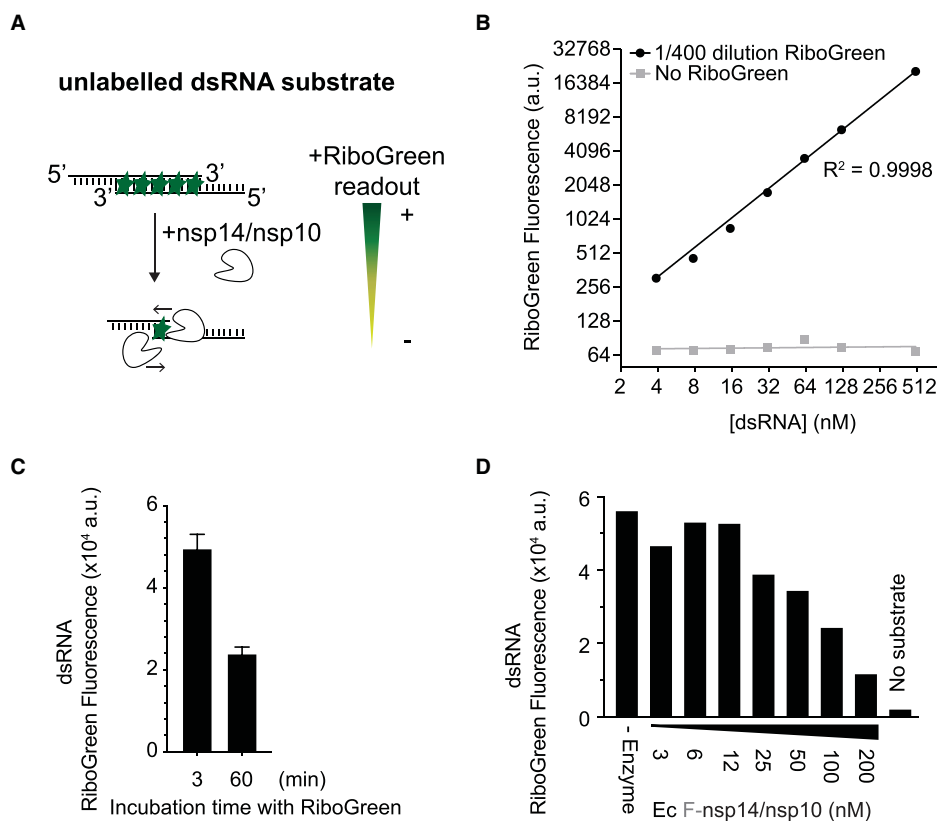 A
unlabelled dsRNA substrate
5’ 3’
3’ 5’
+nsp14/nsp10
+RiboGreen
readout
+
-
B
RiboGreen Fluorescence (a.u.)
32768
16384
8192
4096
2048
1024
512
256
128
64
1/400 dilution RiboGreen
No RiboGreen
R² = 0.9998
2 4 8 16 32 64 128 256 512
[dsRNA] (nM)
C
dsRNA
RiboGreen Fluorescence (x10⁴ a.u.)
6
4
2
0
3 60 (min)
Incubation time with RiboGreen
D
dsRNA
RiboGreen Fluorescence (x10⁴ a.u.)
6
4
2
0
No substrate
- Enzyme 3 6 12 25 50 100 200
Ec F-nsp14/nsp10 (nM)